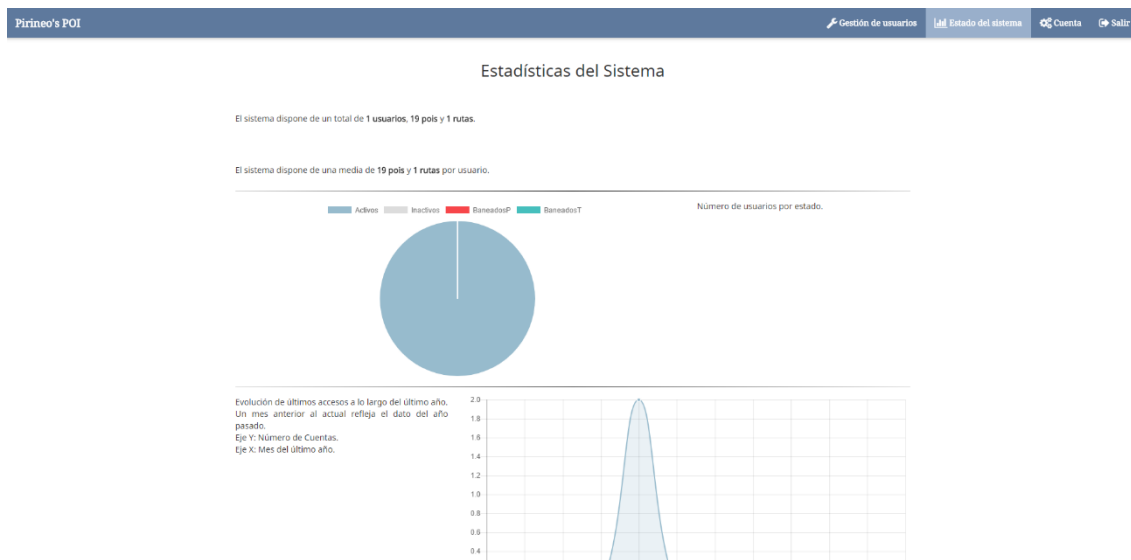 Pirineo's POI
Gestión de usuarios
Estado del sistema
Cuenta
Salir
Estadísticas del Sistema
El sistema dispone de un total de 1 usuarios, 19 pois y 1 rutas.
El sistema dispone de una media de 19 pois y 1 rutas por usuario.
Activos
Inactivos
BaneadosP
BaneadosT
Número de usuarios por estado.
Evolución de últimos accesos a lo largo del último año.
Un mes anterior al actual refleja el dato del año
pasado.
Eje Y: Número de Cuentas.
Eje X: Mes del último año.
2.0
1.8
1.6
1.4
1.2
1.0
0.8
0.6
0.4